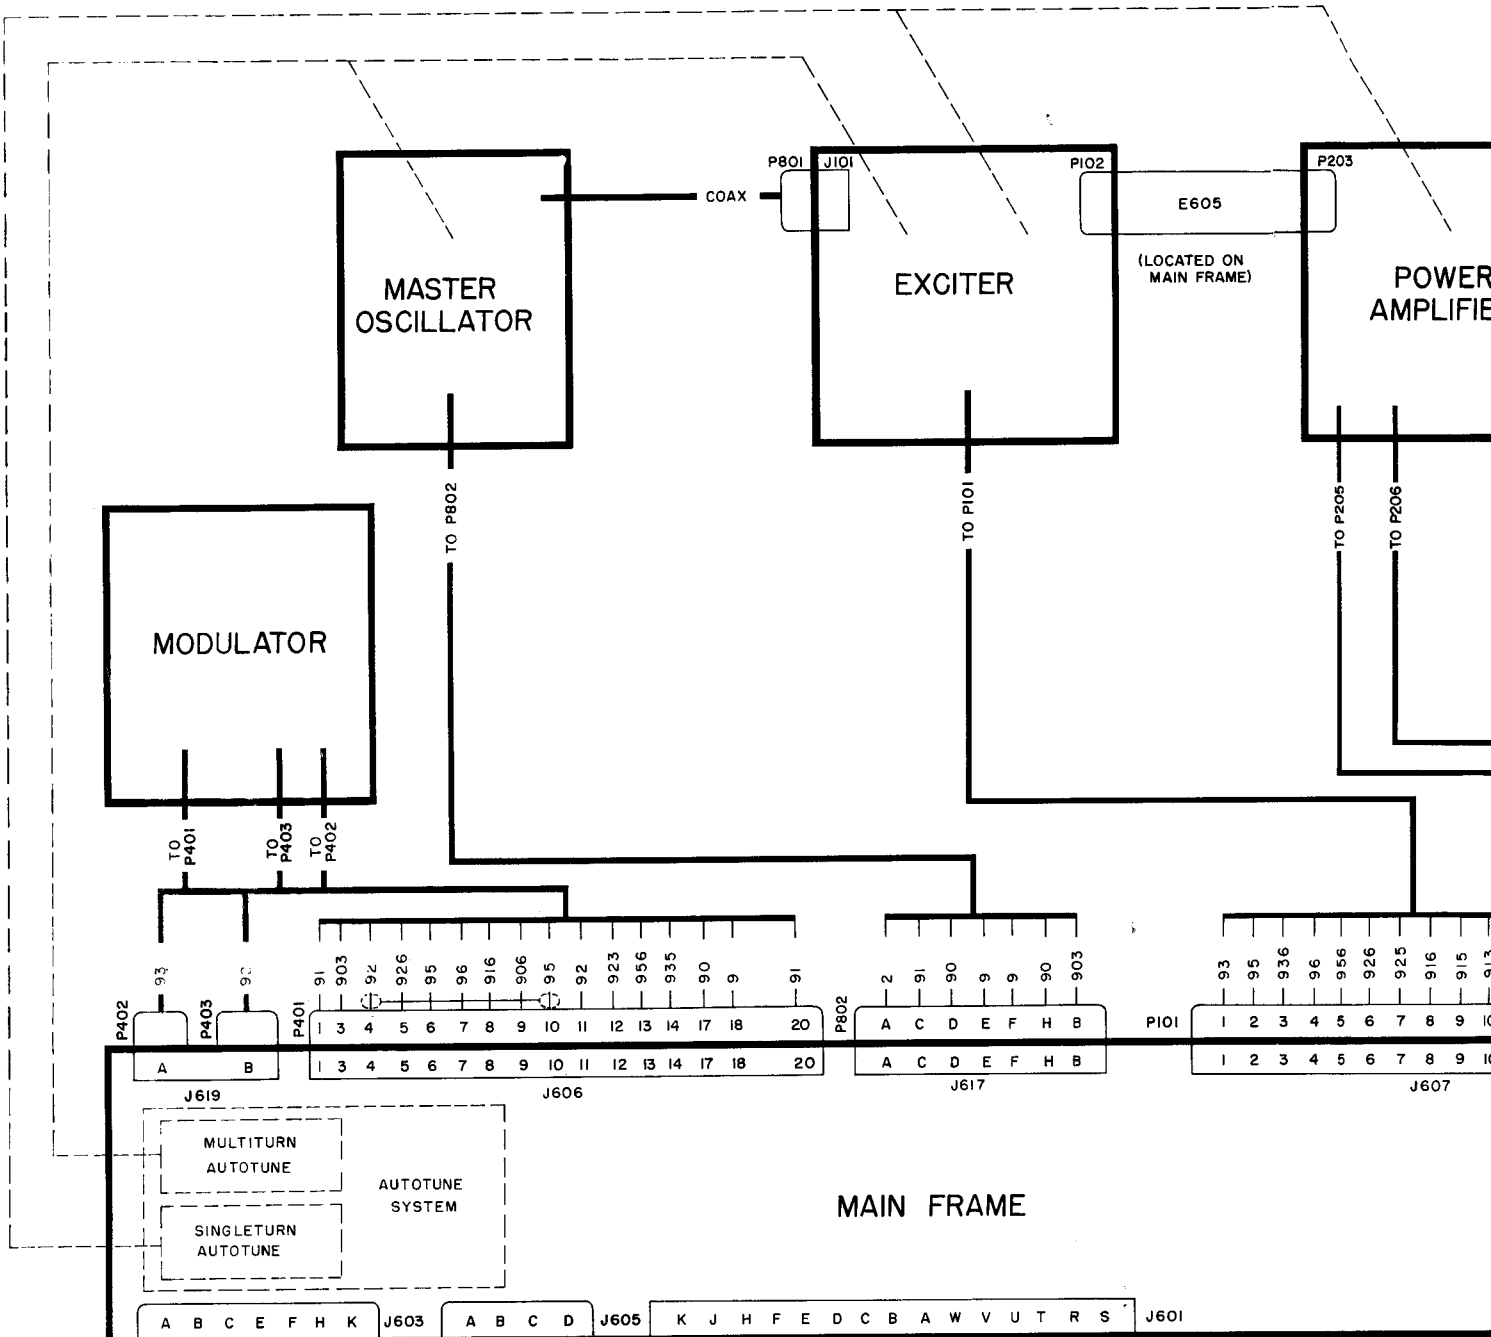 P801 J101
P102
P203
COAX
E605
(LOCATED ON
MAIN FRAME)
MASTER
OSCILLATOR
EXCITER
POWER
AMPLIFIE
TO P802
TO P101
TO P205
TO P206
MODULATOR
TO
P401
TO
P403
TO
P402
93
91 903 92 926 95 96 916 906 95 92 923 956 935 90 9 91
2 91 90 9 9 90 903
93 95 936 96 956 926 925 916 915 913
P402
P403
P401
1 3 4 5 6 7 8 9 10 11 12 13 14 17 18 20
P802
A C D E F H B
P101
1 2 3 4 5 6 7 8 9 10
A B
1 3 4 5 6 7 8 9 10 11 12 13 14 17 18 20
A C D E F H B
1 2 3 4 5 6 7 8 9 10
J619
J606
J617
J607
MULTITURN
AUTOTUNE
AUTOTUNE
SYSTEM
SINGLETURN
AUTOTUNE
MAIN FRAME
A B C E F H K J603
A B C D J605
K J H F E D C B A W V U T R S J601